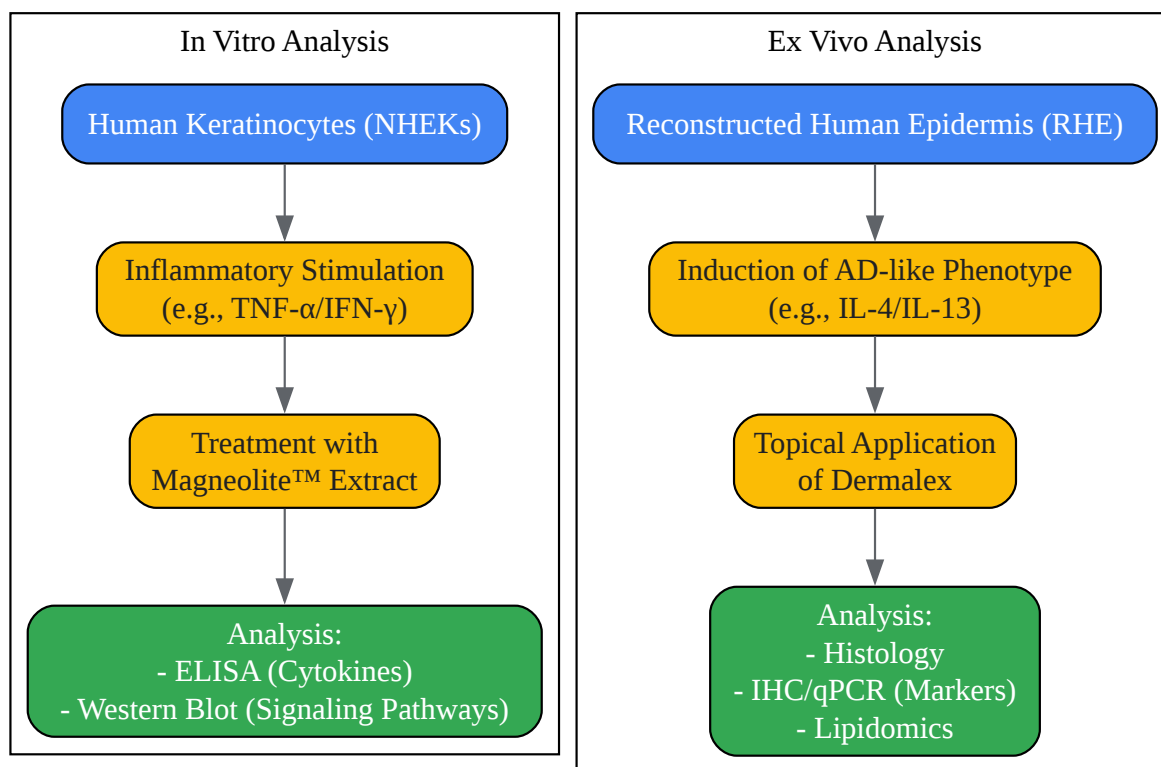 In Vitro Analysis
Human Keratinocytes (NHEKs)
Inflammatory Stimulation
(e.g., TNF-α/IFN-γ)
Treatment with
Magneolite™ Extract
Analysis:
- ELISA (Cytokines)
- Western Blot (Signaling Pathways)
Ex Vivo Analysis
Reconstructed Human Epidermis (RHE)
Induction of AD-like Phenotype
(e.g., IL-4/IL-13)
Topical Application
of Dermalex
Analysis:
- Histology
- IHC/qPCR (Markers)
- Lipidomics